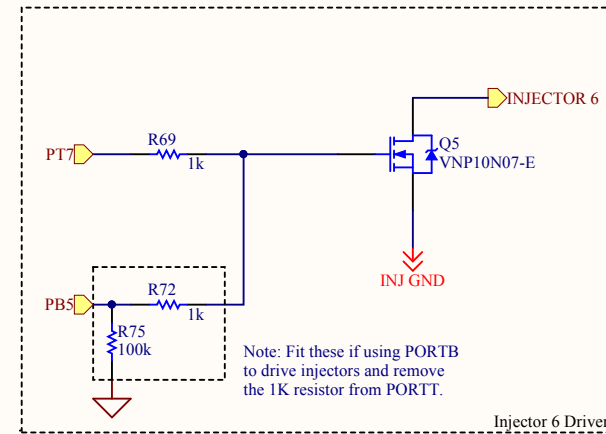 INJECTOR 6
Q5
VNP10N07-E
R69
PT7
1k
INJ GND
R72
PB5
1k
R75
100k
Note: Fit these if using PORTB
to drive injectors and remove
the 1K resistor from PORTT.
Injector 6 Driver